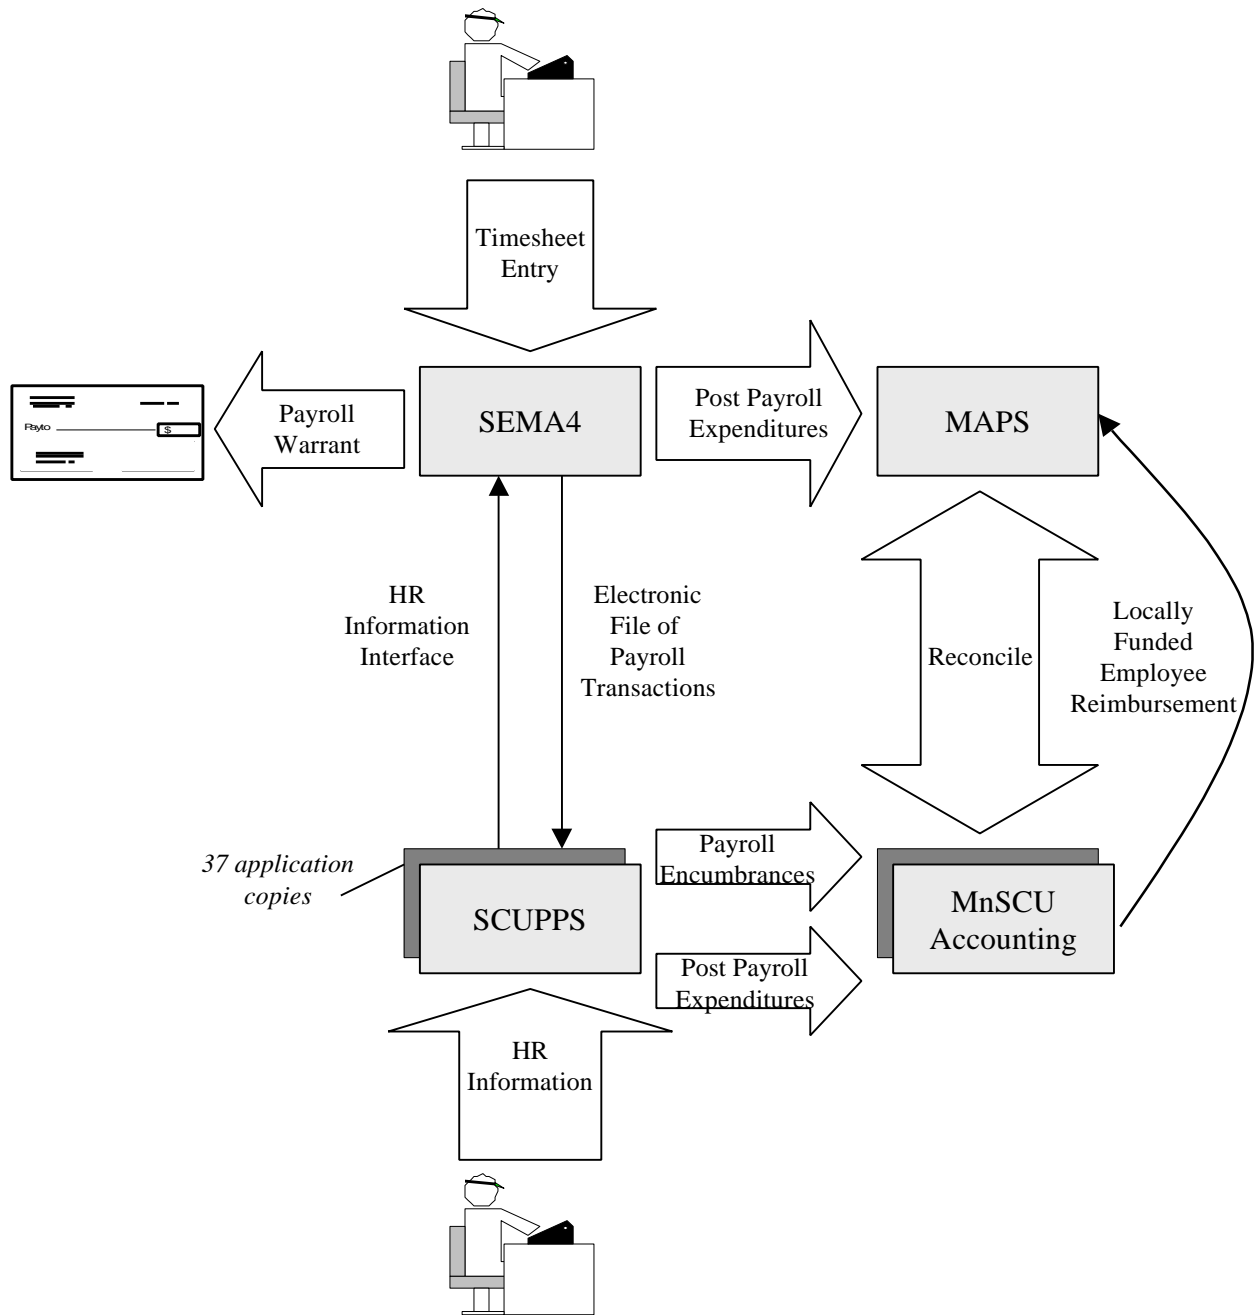 Timesheet
Entry
Payto
$
Payroll
Warrant
SEMA4
Post Payroll
Expenditures
MAPS
HR
Information
Interface
Electronic
File of
Payroll
Transactions
Reconcile
Locally
Funded
Employee
Reimbursement
37 application
copies
SCUPPS
Payroll
Encumbrances
Post Payroll
Expenditures
MnSCU
Accounting
HR
Information